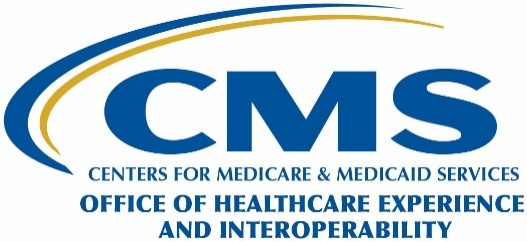 CMS
CENTERS FOR MEDICARE & MEDICAID SERVICES
OFFICE OF HEALTHCARE EXPERIENCE
AND INTEROPERABILITY